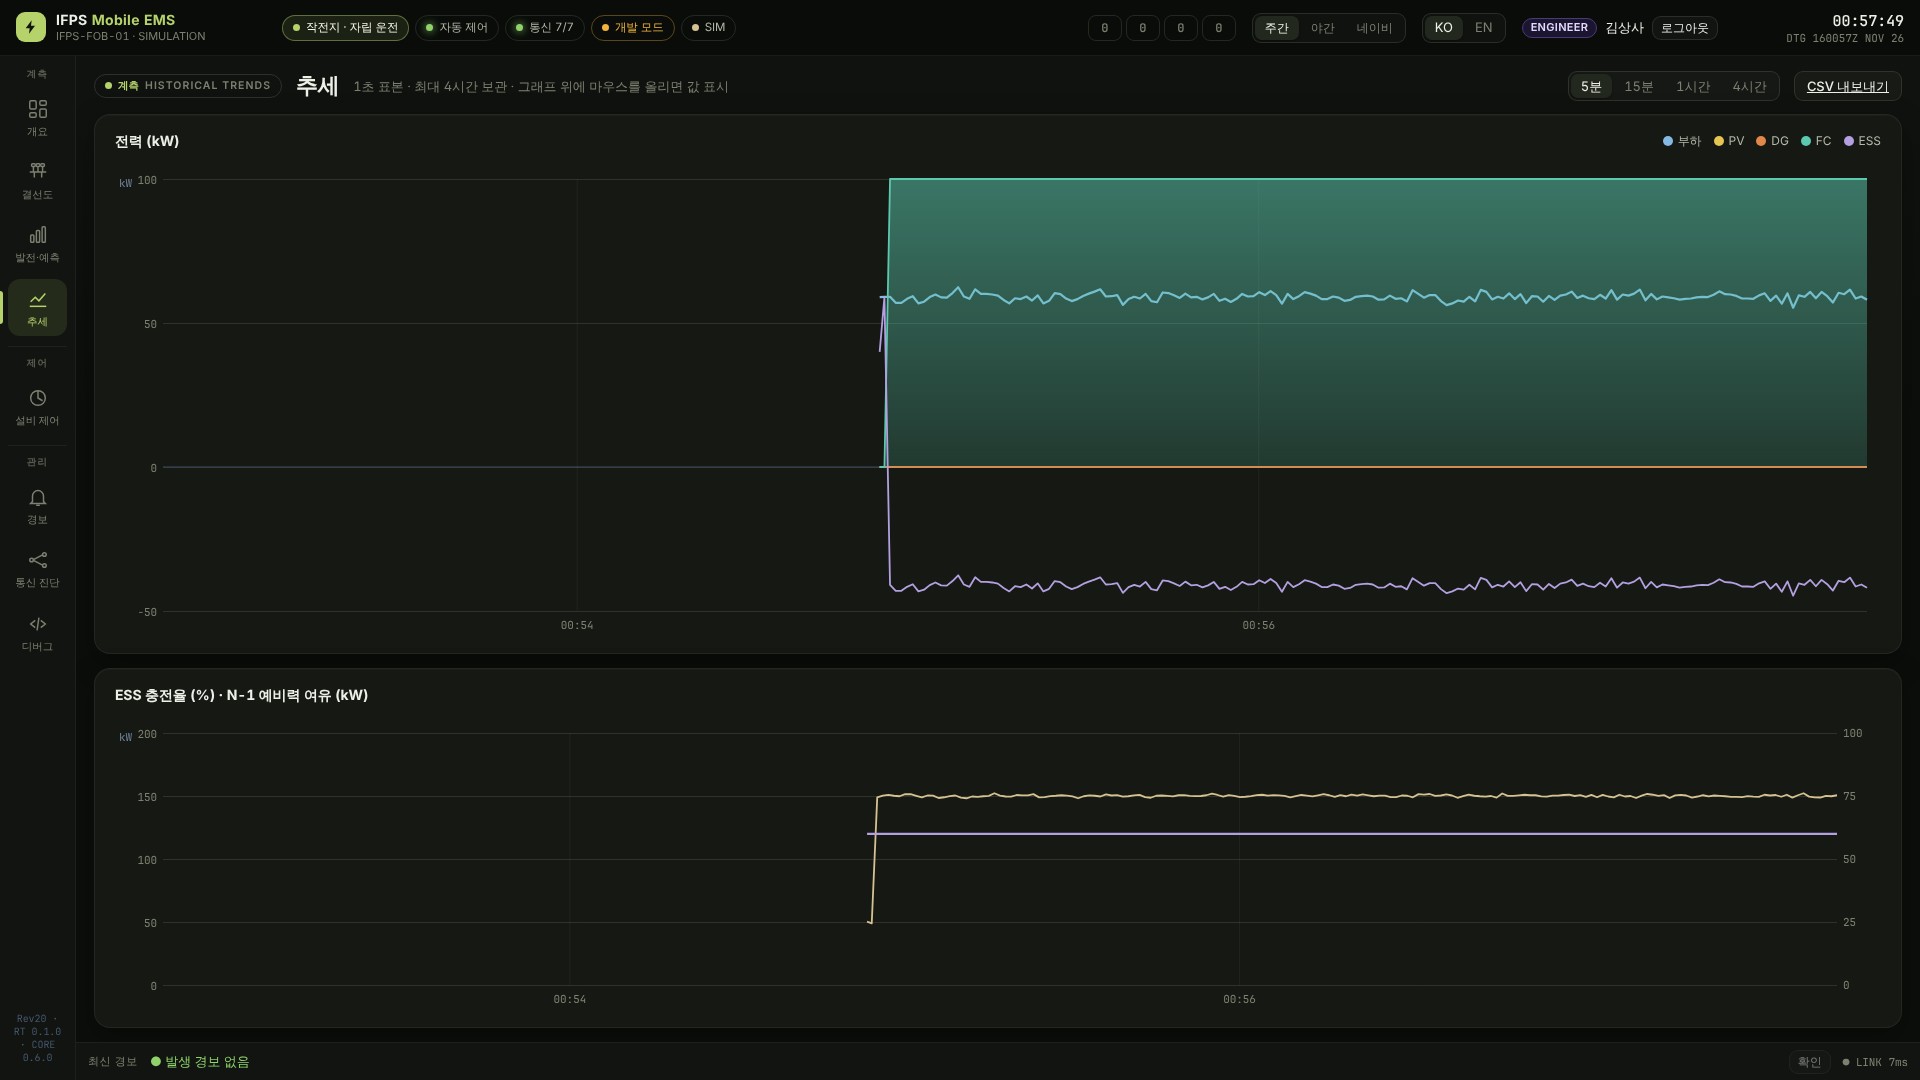 IFPS Mobile EMS
IFPS-FOB-01 · SIMULATION
작전지 · 자립 운전
자동 제어
통신 7/7
개발 모드
SIM
0 0 0 0
주간 야간 네이비
KO EN
ENGINEER 김상사 로그아웃
00:57:49
DTG 160057Z NOV 26
계측
개요
결선도
발전·예측
추세
제어
설비 제어
관리
경보
통신 진단
디버그
Rev20 ·
RT 0.1.0
· CORE
0.6.0
계측 HISTORICAL TRENDS
추세
1초 표본 · 최대 4시간 보관 · 그래프 위에 마우스를 올리면 값 표시
5분 15분 1시간 4시간
CSV 내보내기
전력 (kW)
부하 PV DG FC ESS
kW 100
50
0
-50
00:54 00:56
ESS 충전율 (%) · N-1 예비력 여유 (kW)
kW 200 100
150 75
100 50
50 25
0 0
00:54 00:56
최신 경보 발생 경보 없음
확인
LINK 7ms